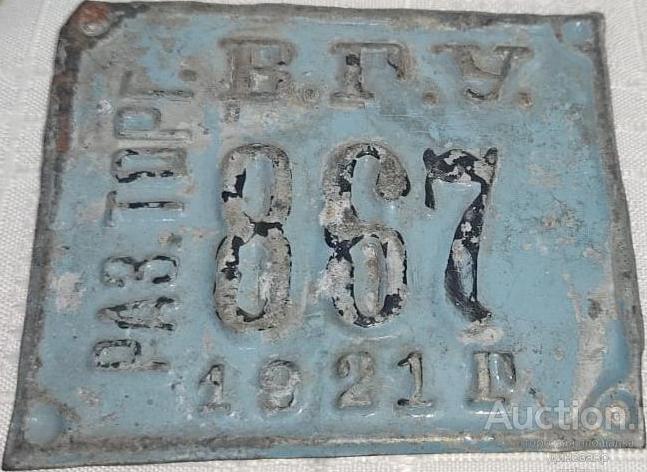 В.Г.У.
РАЗ. ТОРГ.
867
1921 Г
Auction.